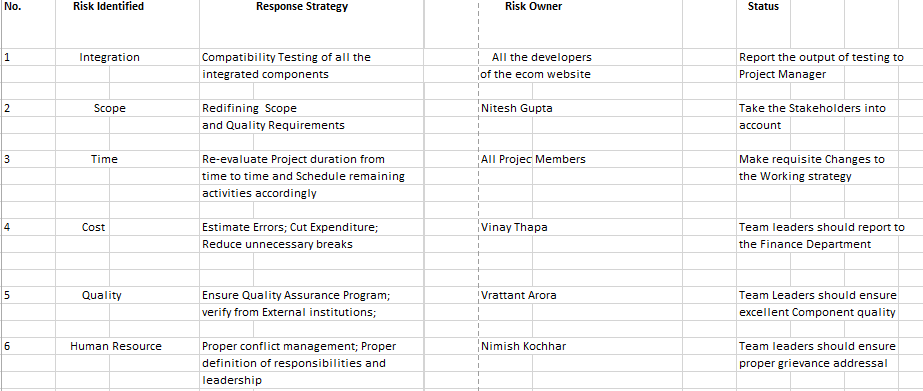 No. Risk Identified Response Strategy Risk Owner Status
1 Integration Compatibility Testing of all the All the developers Report the output of testing to
integrated components of the ecom website Project Manager
2 Scope Redifining Scope Nitesh Gupta Take the Stakeholders into
and Quality Requirements account
3 Time Re-evaluate Project duration from All Projec Members Make requisite Changes to
time to time and Schedule remaining the Working strategy
activities accordingly
4 Cost Estimate Errors; Cut Expenditure; Vinay Thapa Team leaders should report to
Reduce unnecessary breaks the Finance Department
5 Quality Ensure Quality Assurance Program; Vrattant Arora Team Leaders should ensure
verify from External institutions; excellent Component quality
6 Human Resource Proper conflict management; Proper Nimish Kochhar Team leaders should ensure
definition of responsibilities and proper grievance addressal
leadership